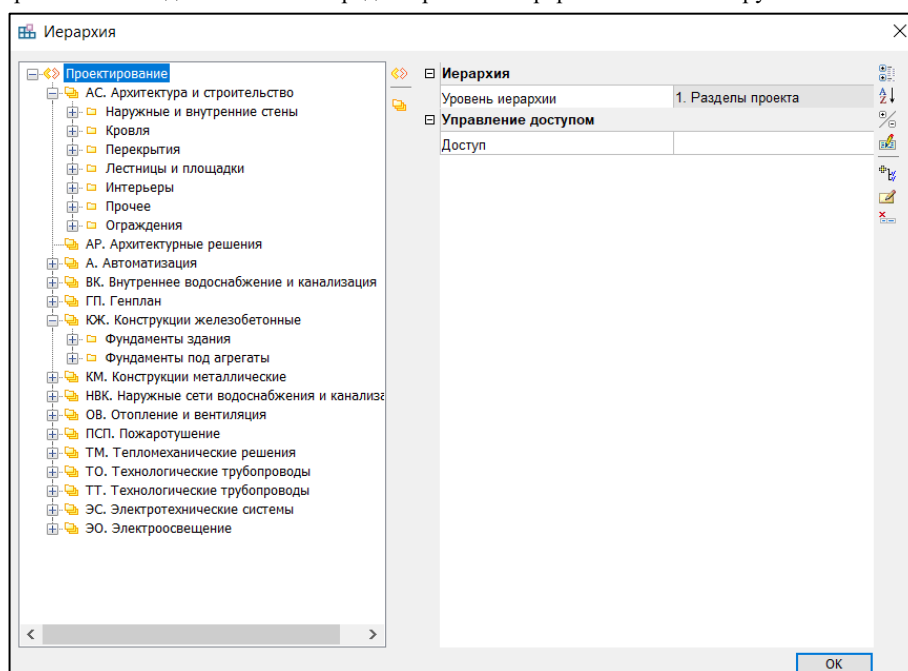 Иерархия
Проектирование
АС. Архитектура и строительство
Наружные и внутренние стены
Кровля
Перекрытия
Лестницы и площадки
Интерьеры
Прочее
Ограждения
АР. Архитектурные решения
А. Автоматизация
ВК. Внутреннее водоснабжение и канализация
ГП. Генплан
КЖ. Конструкции железобетонные
Фундаменты здания
Фундаменты под агрегаты
КМ. Конструкции металлические
НВК. Наружные сети водоснабжения и канализа
ОВ. Отопление и вентиляция
ПСП. Пожаротушение
ТМ. Тепломеханические решения
ТО. Технологические трубопроводы
ТТ. Технологические трубопроводы
ЭС. Электротехнические системы
ЭО. Электроосвещение
Иерархия
Уровень иерархии 1. Разделы проекта
Управление доступом
Доступ
ОК